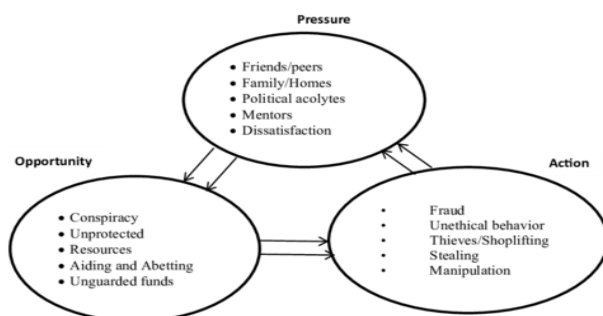 Pressure
• Friends/peers
• Family/Homes
• Political acolytes
• Mentors
• Dissatisfaction
Opportunity
• Conspiracy
• Unprotected
• Resources
• Aiding and Abetting
• Unguarded funds
Action
• Fraud
• Unethical behavior
• Thieves/Shoplifting
• Stealing
• Manipulation